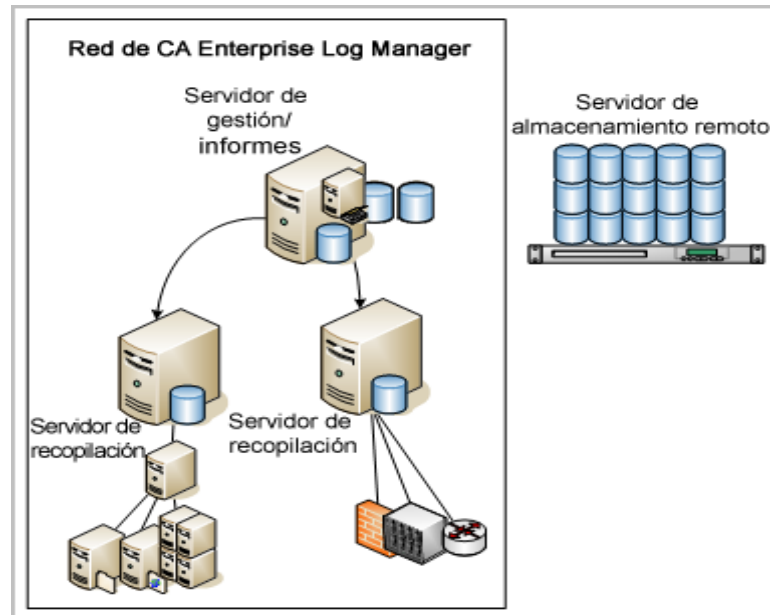 Red de CA Enterprise Log Manager
Servidor de
gestión/
informes
Servidor de
almacenamiento remoto
Servidor de
recopilación
Servidor de
recopilación